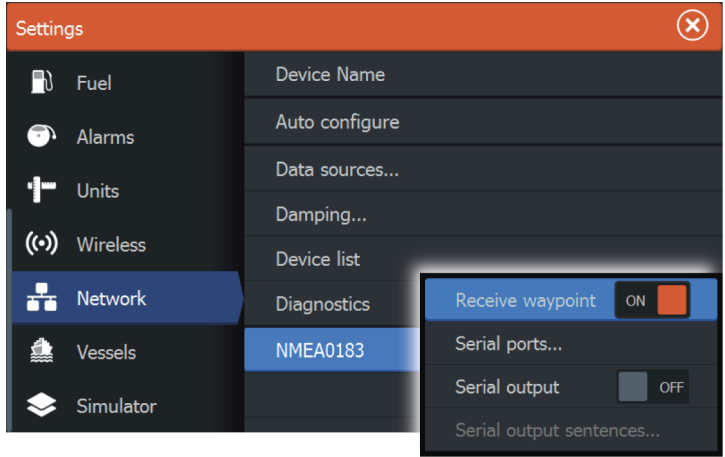 Settings
Fuel
Alarms
Units
Wireless
Network
Vessels
Simulator
Device Name
Auto configure
Data sources...
Damping...
Device list
Diagnostics
NMEA0183
Receive waypoint ON
Serial ports...
Serial output OFF
Serial output sentences...